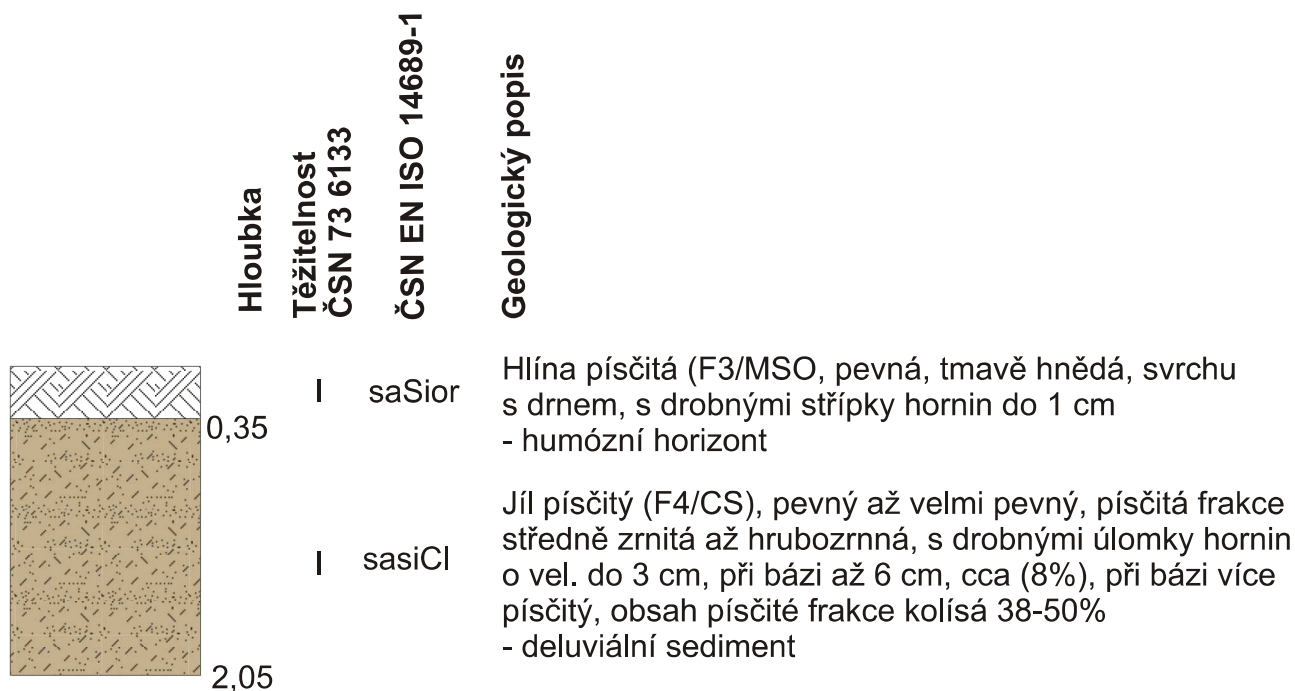 Hloubka
Těžitelnost
ČSN 73 6133
ČSN EN ISO 14689-1
Geologický popis
I
saSior
Hlína písčitá (F3/MSO, pevná, tmavě hnědá, svrchu
s drnem, s drobnými střípky hornin do 1 cm
- humózní horizont
0,35
I
sasiCl
Jíl písčitý (F4/CS), pevný až velmi pevný, písčitá frakce
středně zrnitá až hrubozrnná, s drobnými úlomky hornin
o vel. do 3 cm, při bázi až 6 cm, cca (8%), při bázi více
písčitý, obsah písčité frakce kolísá 38-50%
- deluviální sediment
2,05